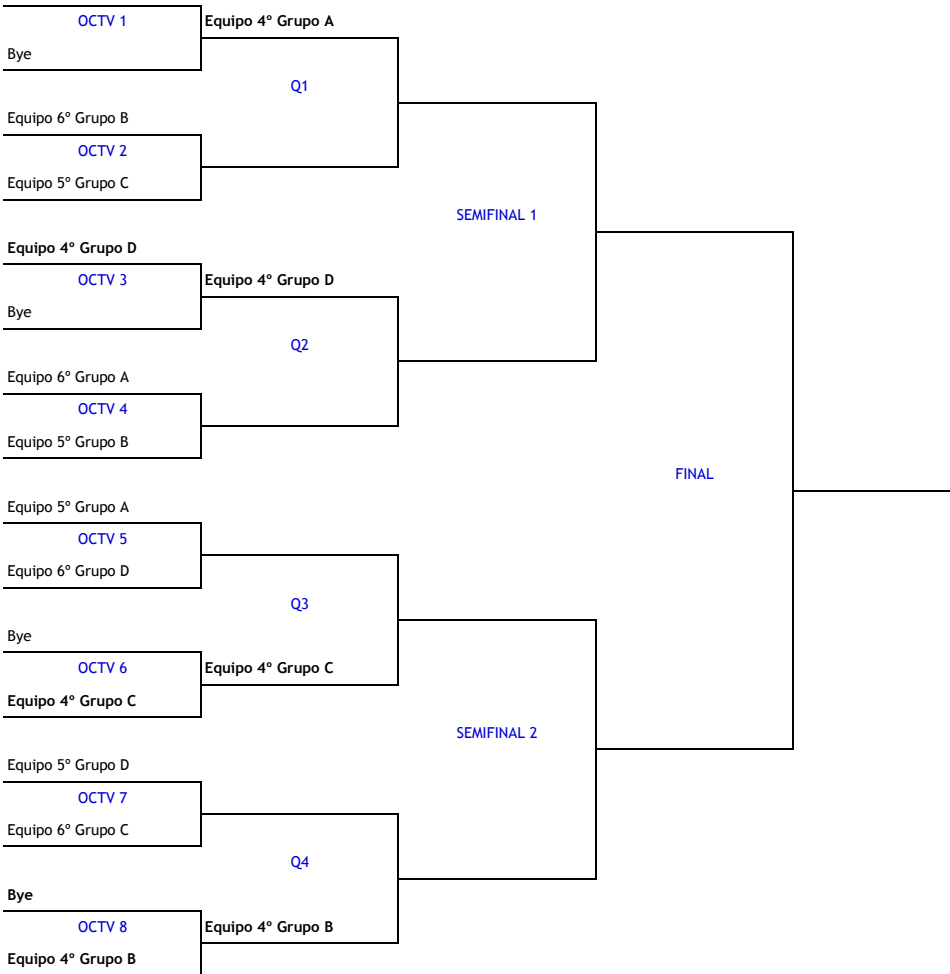 OCTV 1
Equipo 4º Grupo A
Bye
Q1
Equipo 6º Grupo B
OCTV 2
Equipo 5º Grupo C
SEMIFINAL 1
Equipo 4º Grupo D
OCTV 3
Equipo 4º Grupo D
Bye
Q2
Equipo 6º Grupo A
OCTV 4
Equipo 5º Grupo B
FINAL
Equipo 5º Grupo A
OCTV 5
Equipo 6º Grupo D
Q3
Bye
OCTV 6
Equipo 4º Grupo C
Equipo 4º Grupo C
SEMIFINAL 2
Equipo 5º Grupo D
OCTV 7
Equipo 6º Grupo C
Q4
Bye
OCTV 8
Equipo 4º Grupo B
Equipo 4º Grupo B